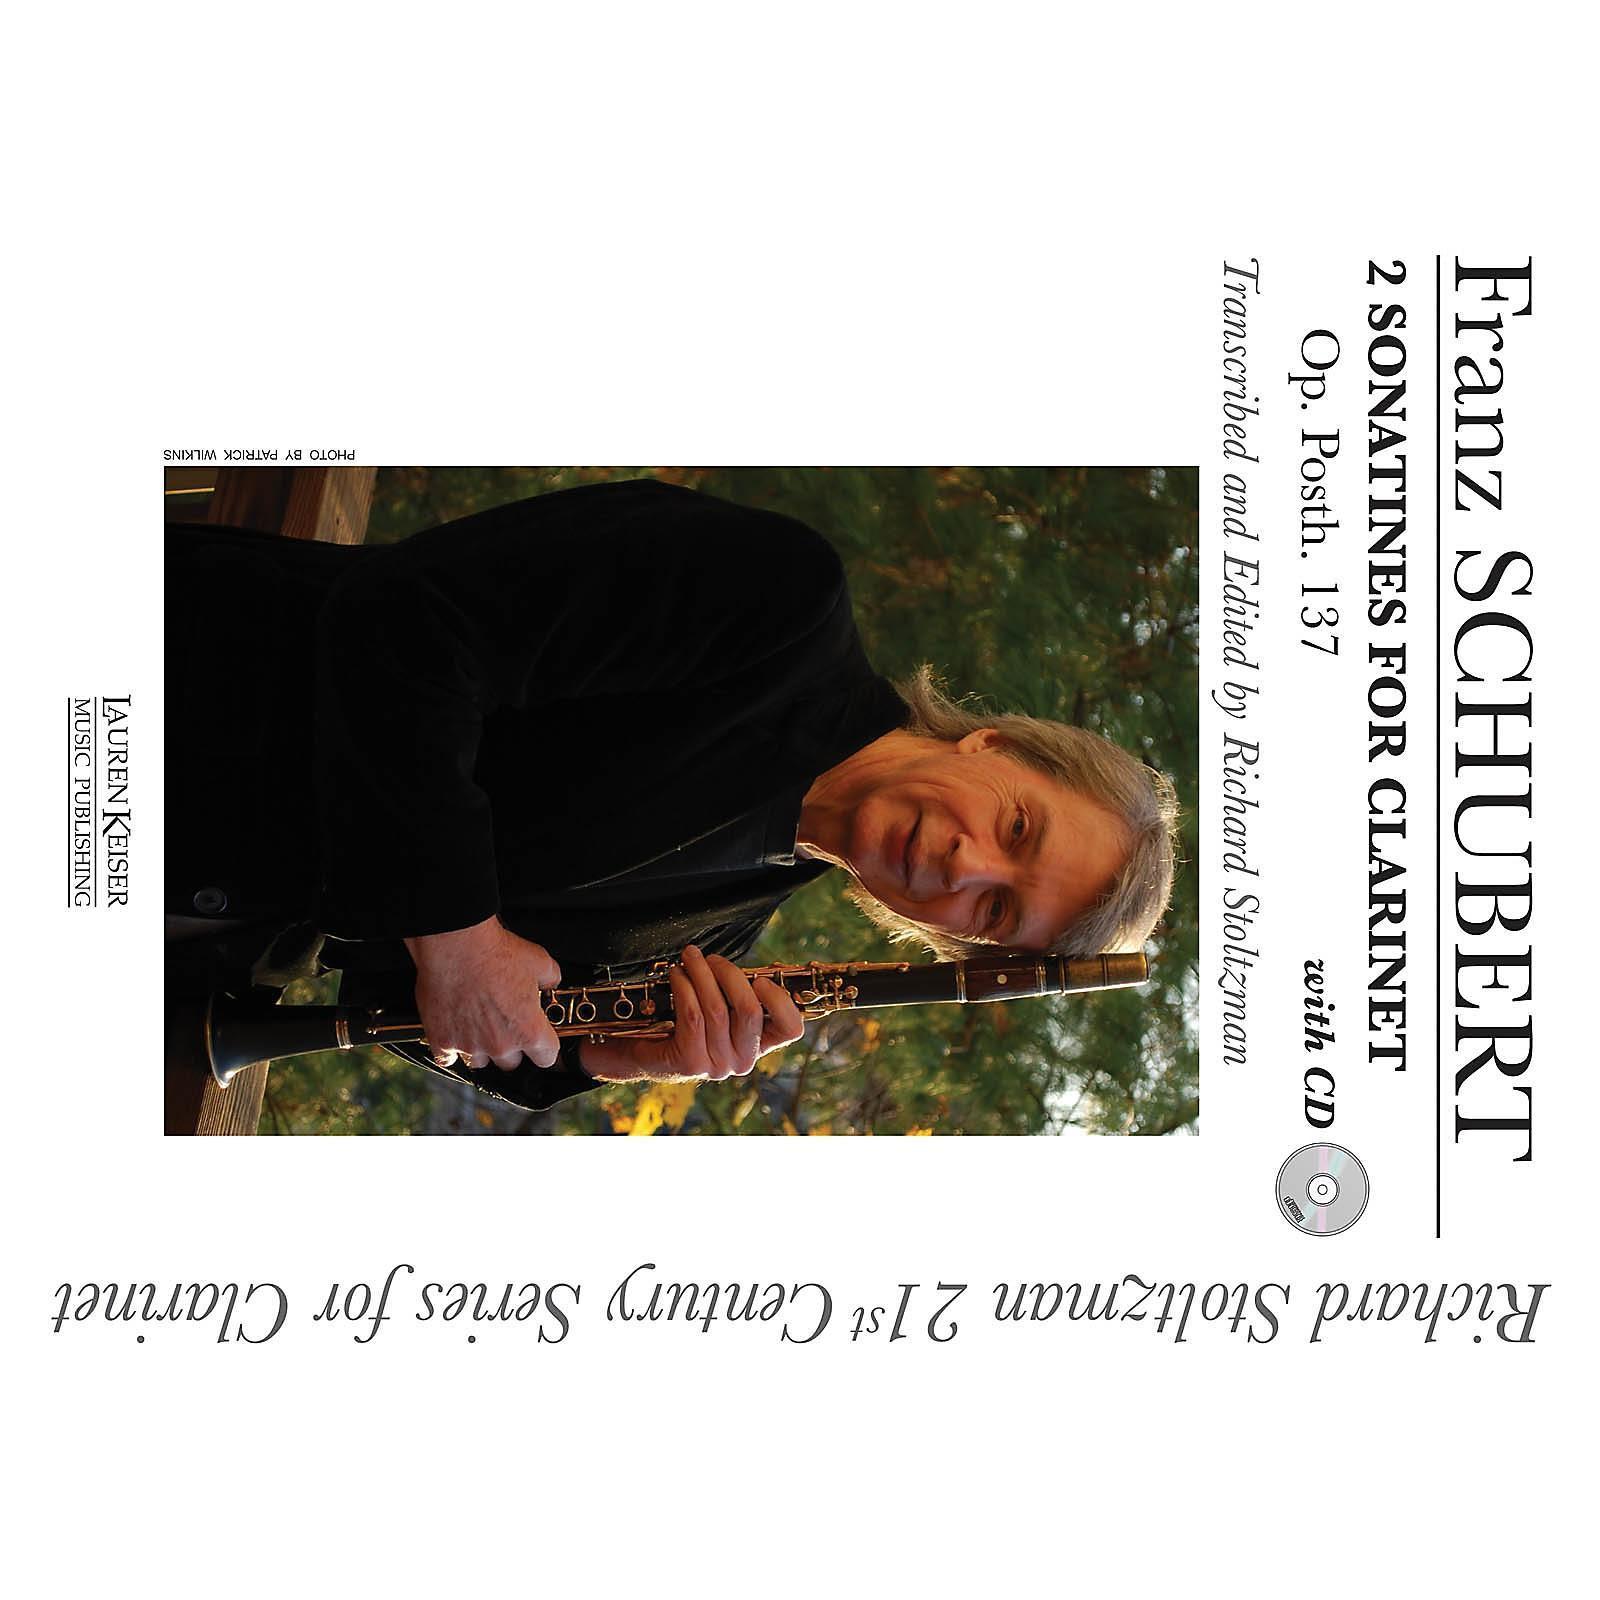 Franz SCHUBERT
2 SONATINES FOR CLARINET
Op. Posth. 137
with CD
Transcribed and Edited by Richard Stoltzman
PHOTO BY PATRICK WILKINS
LAUREN KEISER
MUSIC PUBLISHING
Richard Stoltzman 21st Century Series for Clarinet